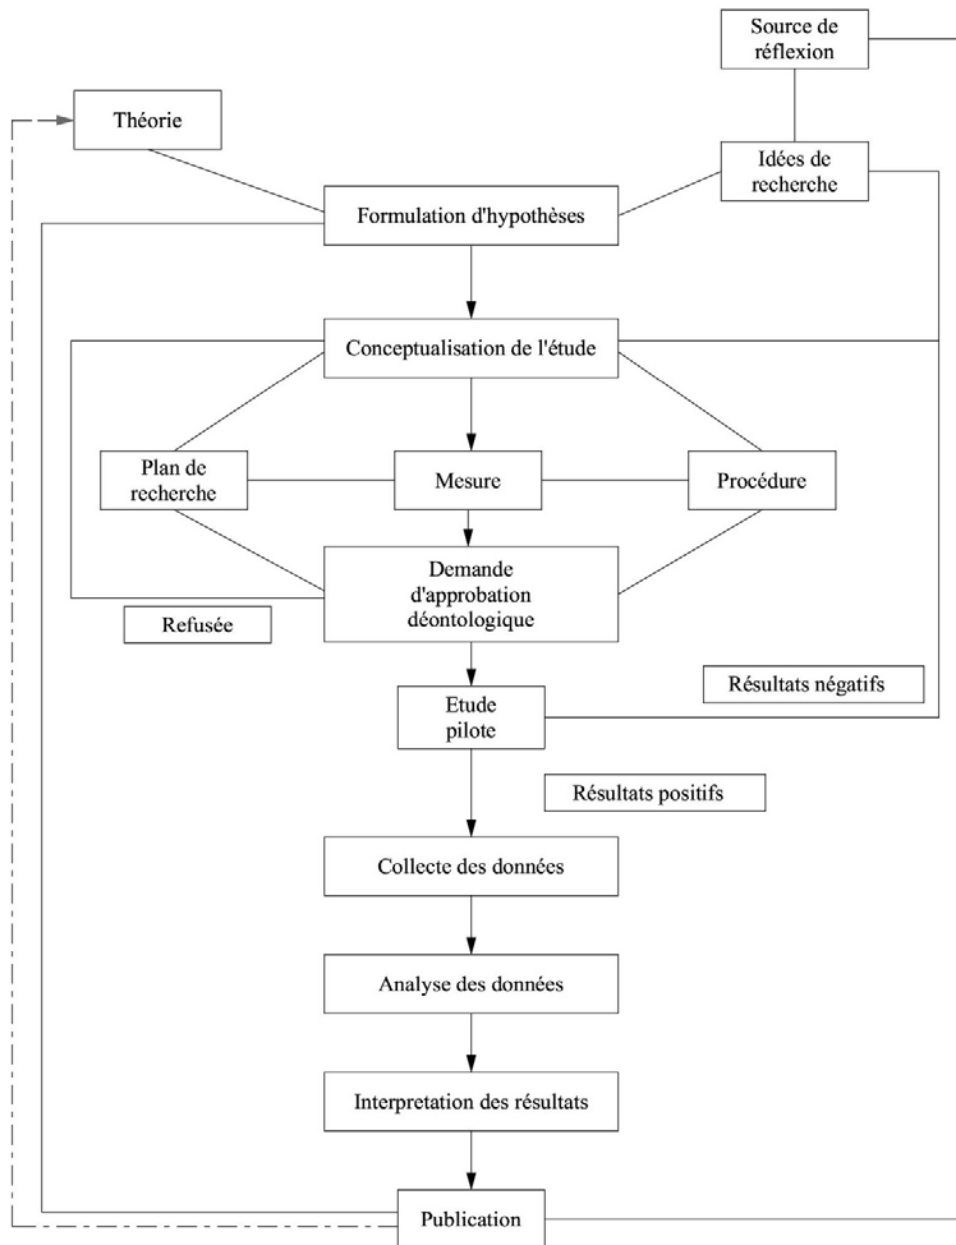 Source de
réflexion
Théorie
Idées de
recherche
Formulation d'hypothèses
Conceptualisation de l'étude
Plan de
recherche
Mesure
Procédure
Demande
d'approbation
déontologique
Refusée
Résultats négatifs
Etude
pilote
Résultats positifs
Collecte des données
Analyse des données
Interpretation des résultats
Publication